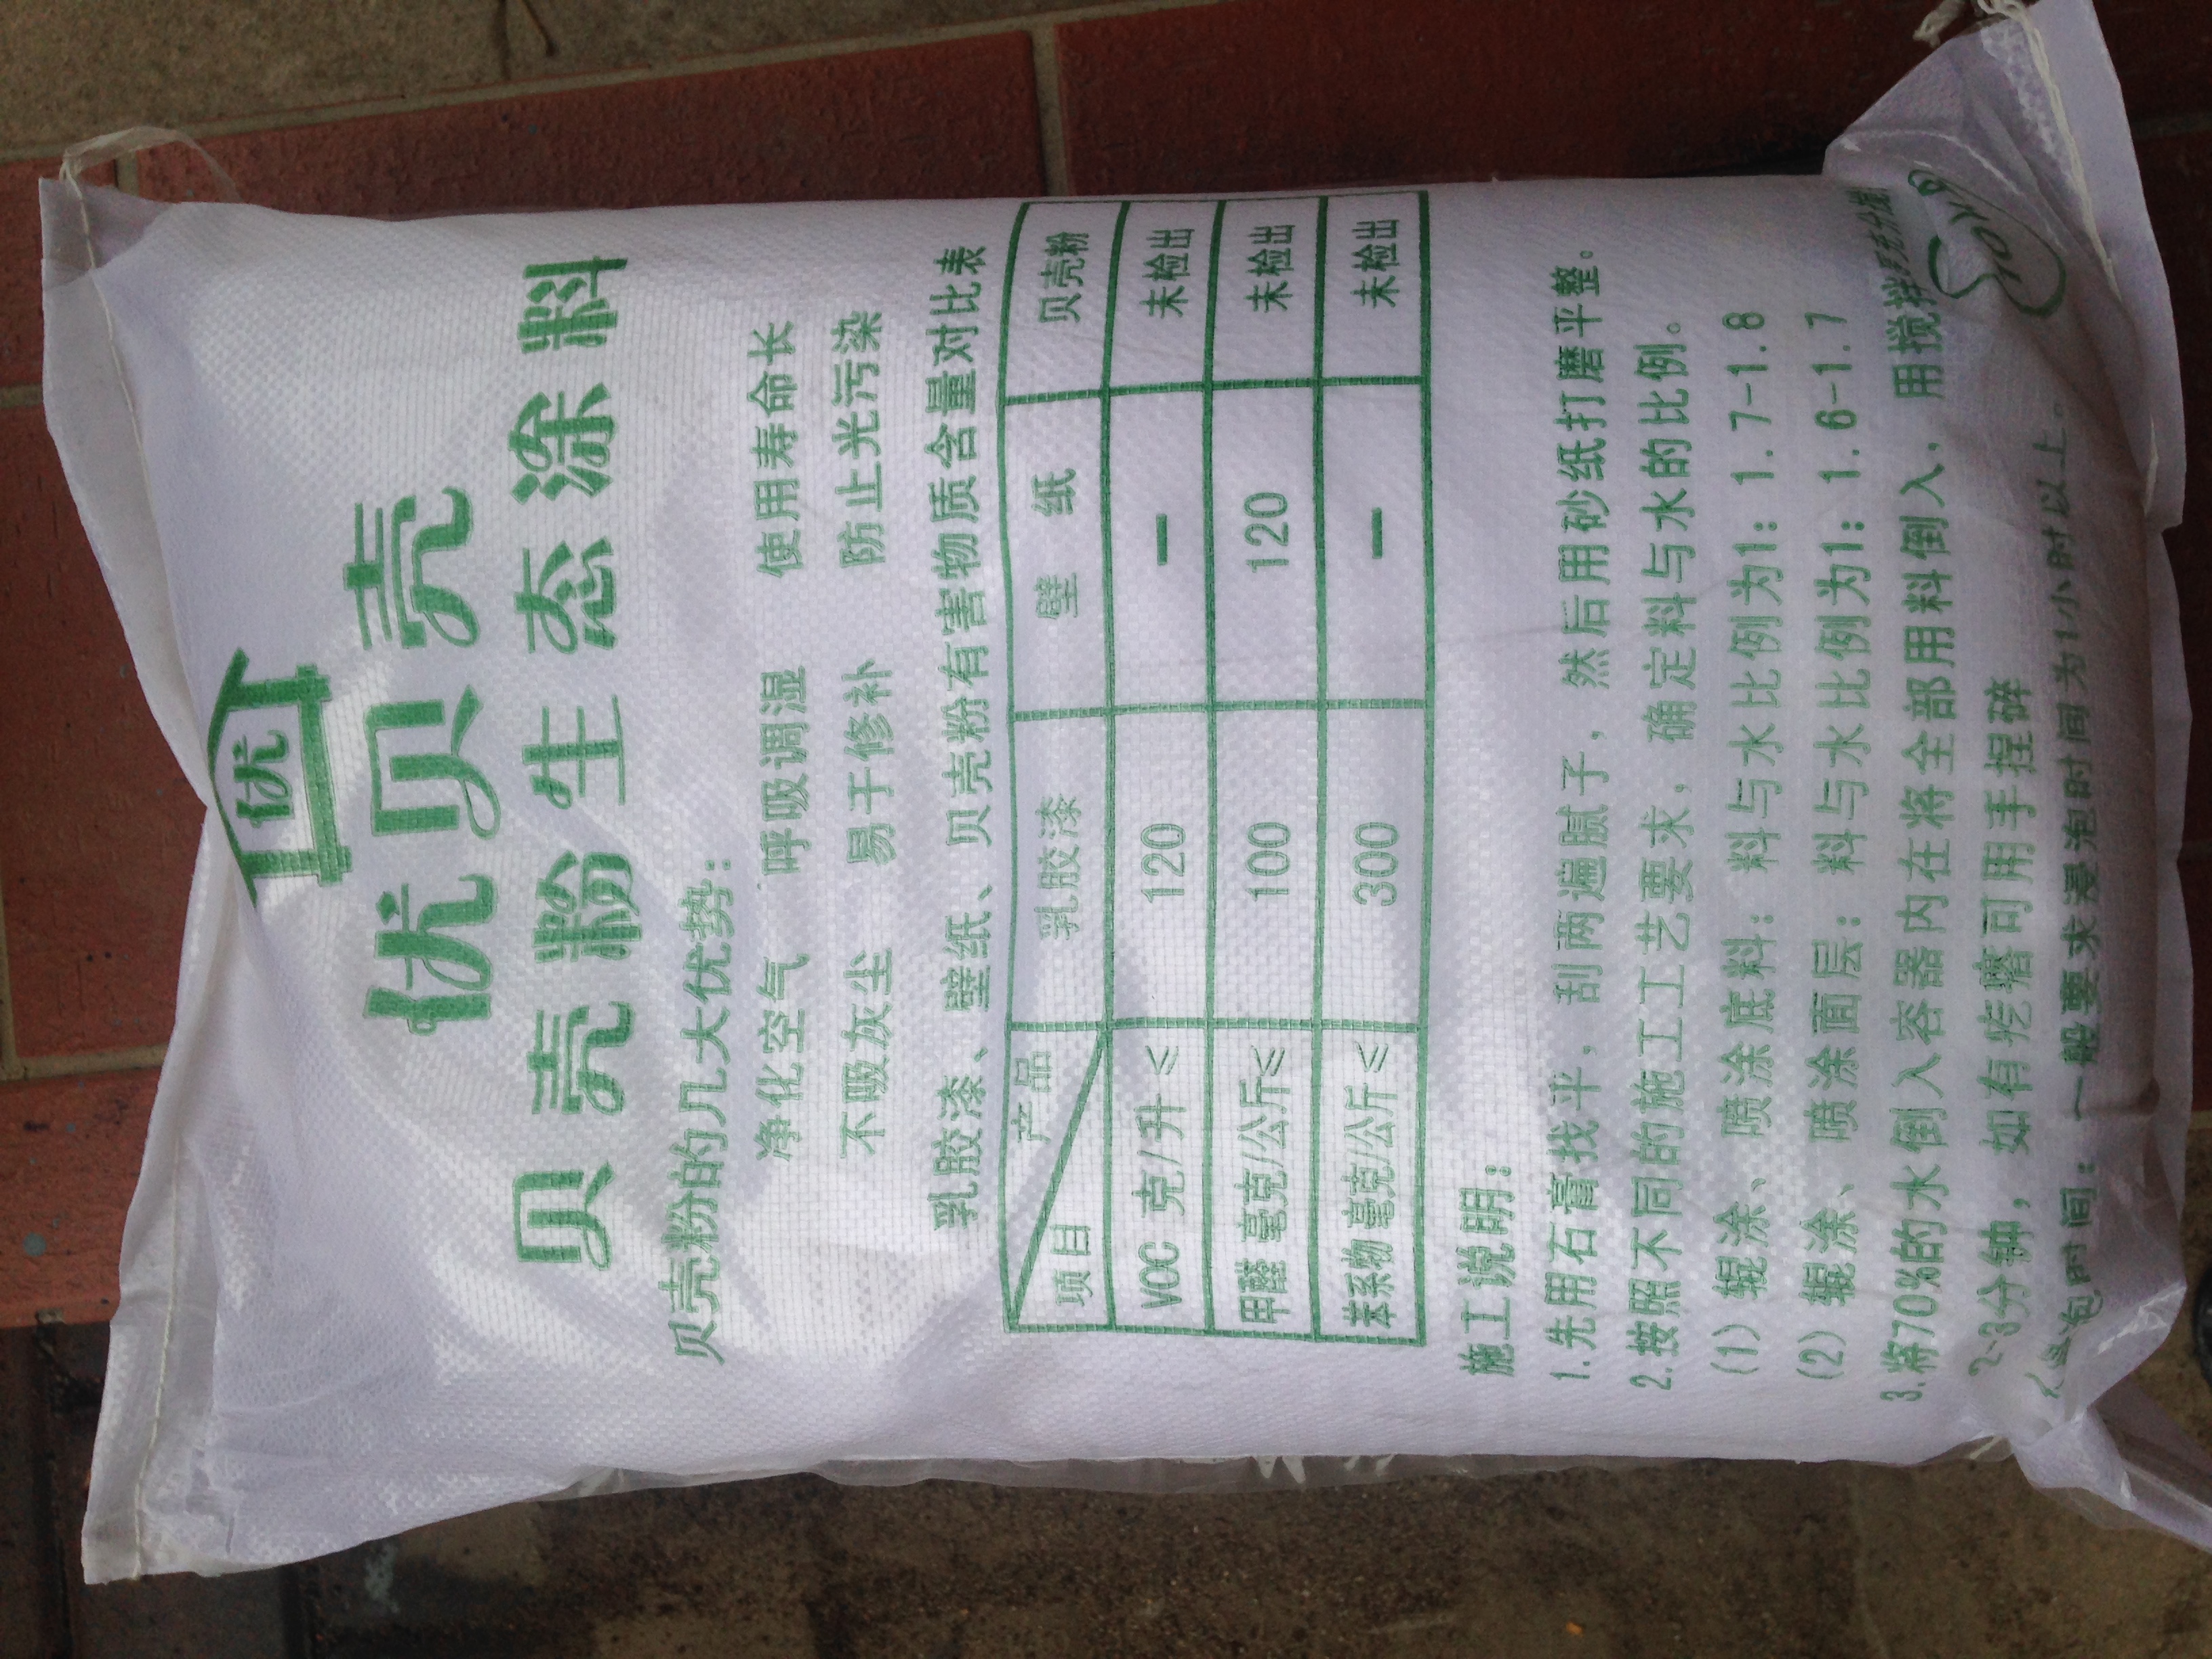 优
优贝壳
贝壳粉生态涂料
贝壳粉的几大优势:
净化空气 呼吸调湿 使用寿命长
不吸灰尘 易于修补 防止光污染
乳胶漆、壁纸、贝壳粉有害物质含量对比表
项目 产品 乳胶漆 壁纸 贝壳粉
VOC 克/升≤ 120 — 未检出
甲醛 毫克/公斤≤ 100 120 未检出
苯系物 毫克/公斤≤ 300 — 未检出
施工说明:
1.先用石膏找平,刮两遍腻子,然后用砂纸打磨平整。
2.按照不同的施工工艺要求,确定料与水的比例。
(1)辊涂、喷涂底料:料与水比例为1:1.7-1.8
(2)辊涂、喷涂面层:料与水比例为1:1.6-1.7
3.将70%的水倒入容器内在将全部用料倒入,用搅拌
2-3分钟,如有疙瘩可用手捏碎
泡时间:一般要求浸泡时间为1小时以上。